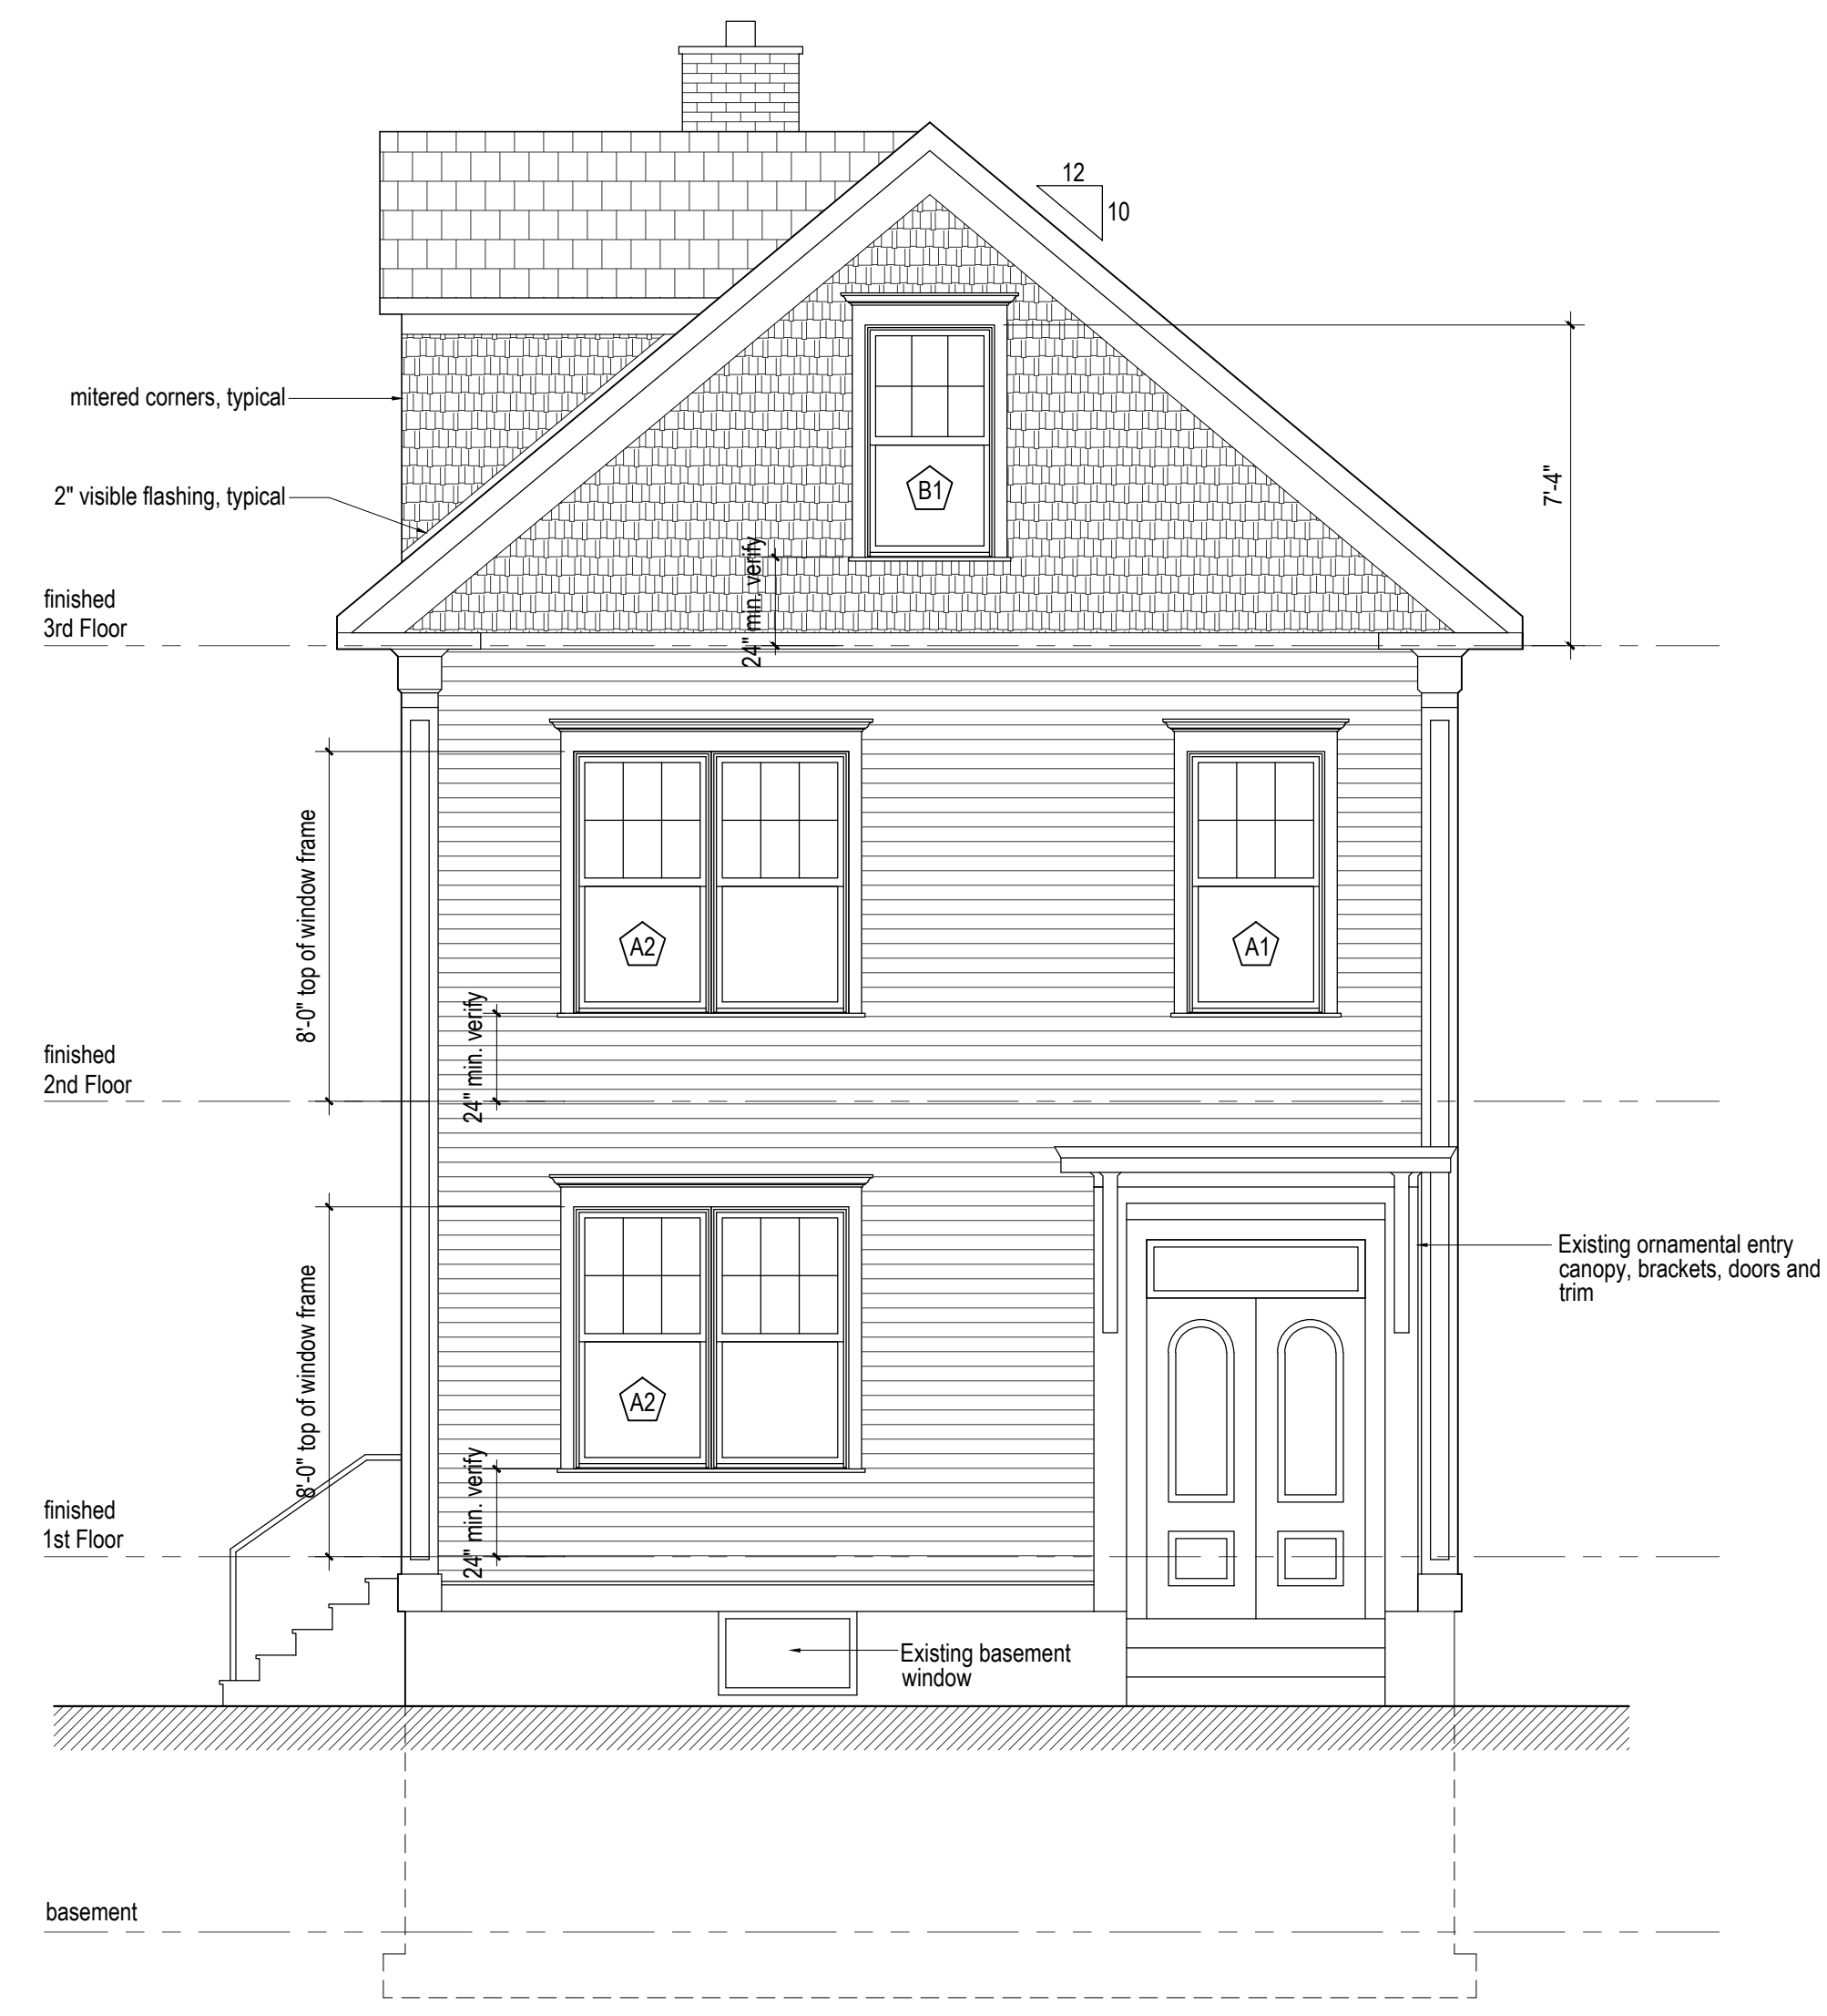 12
10
mitered corners, typical
7'-4"
B1
2" visible flashing, typical
24" min. verify
finished
3rd Floor
8'-0" top of window frame
A2
A1
24" min. verify
finished
2nd Floor
Existing ornamental entry
canopy, brackets, doors and
trim
8'-0" top of window frame
A2
24" min. verify
finished
1st Floor
Existing basement
window
basement